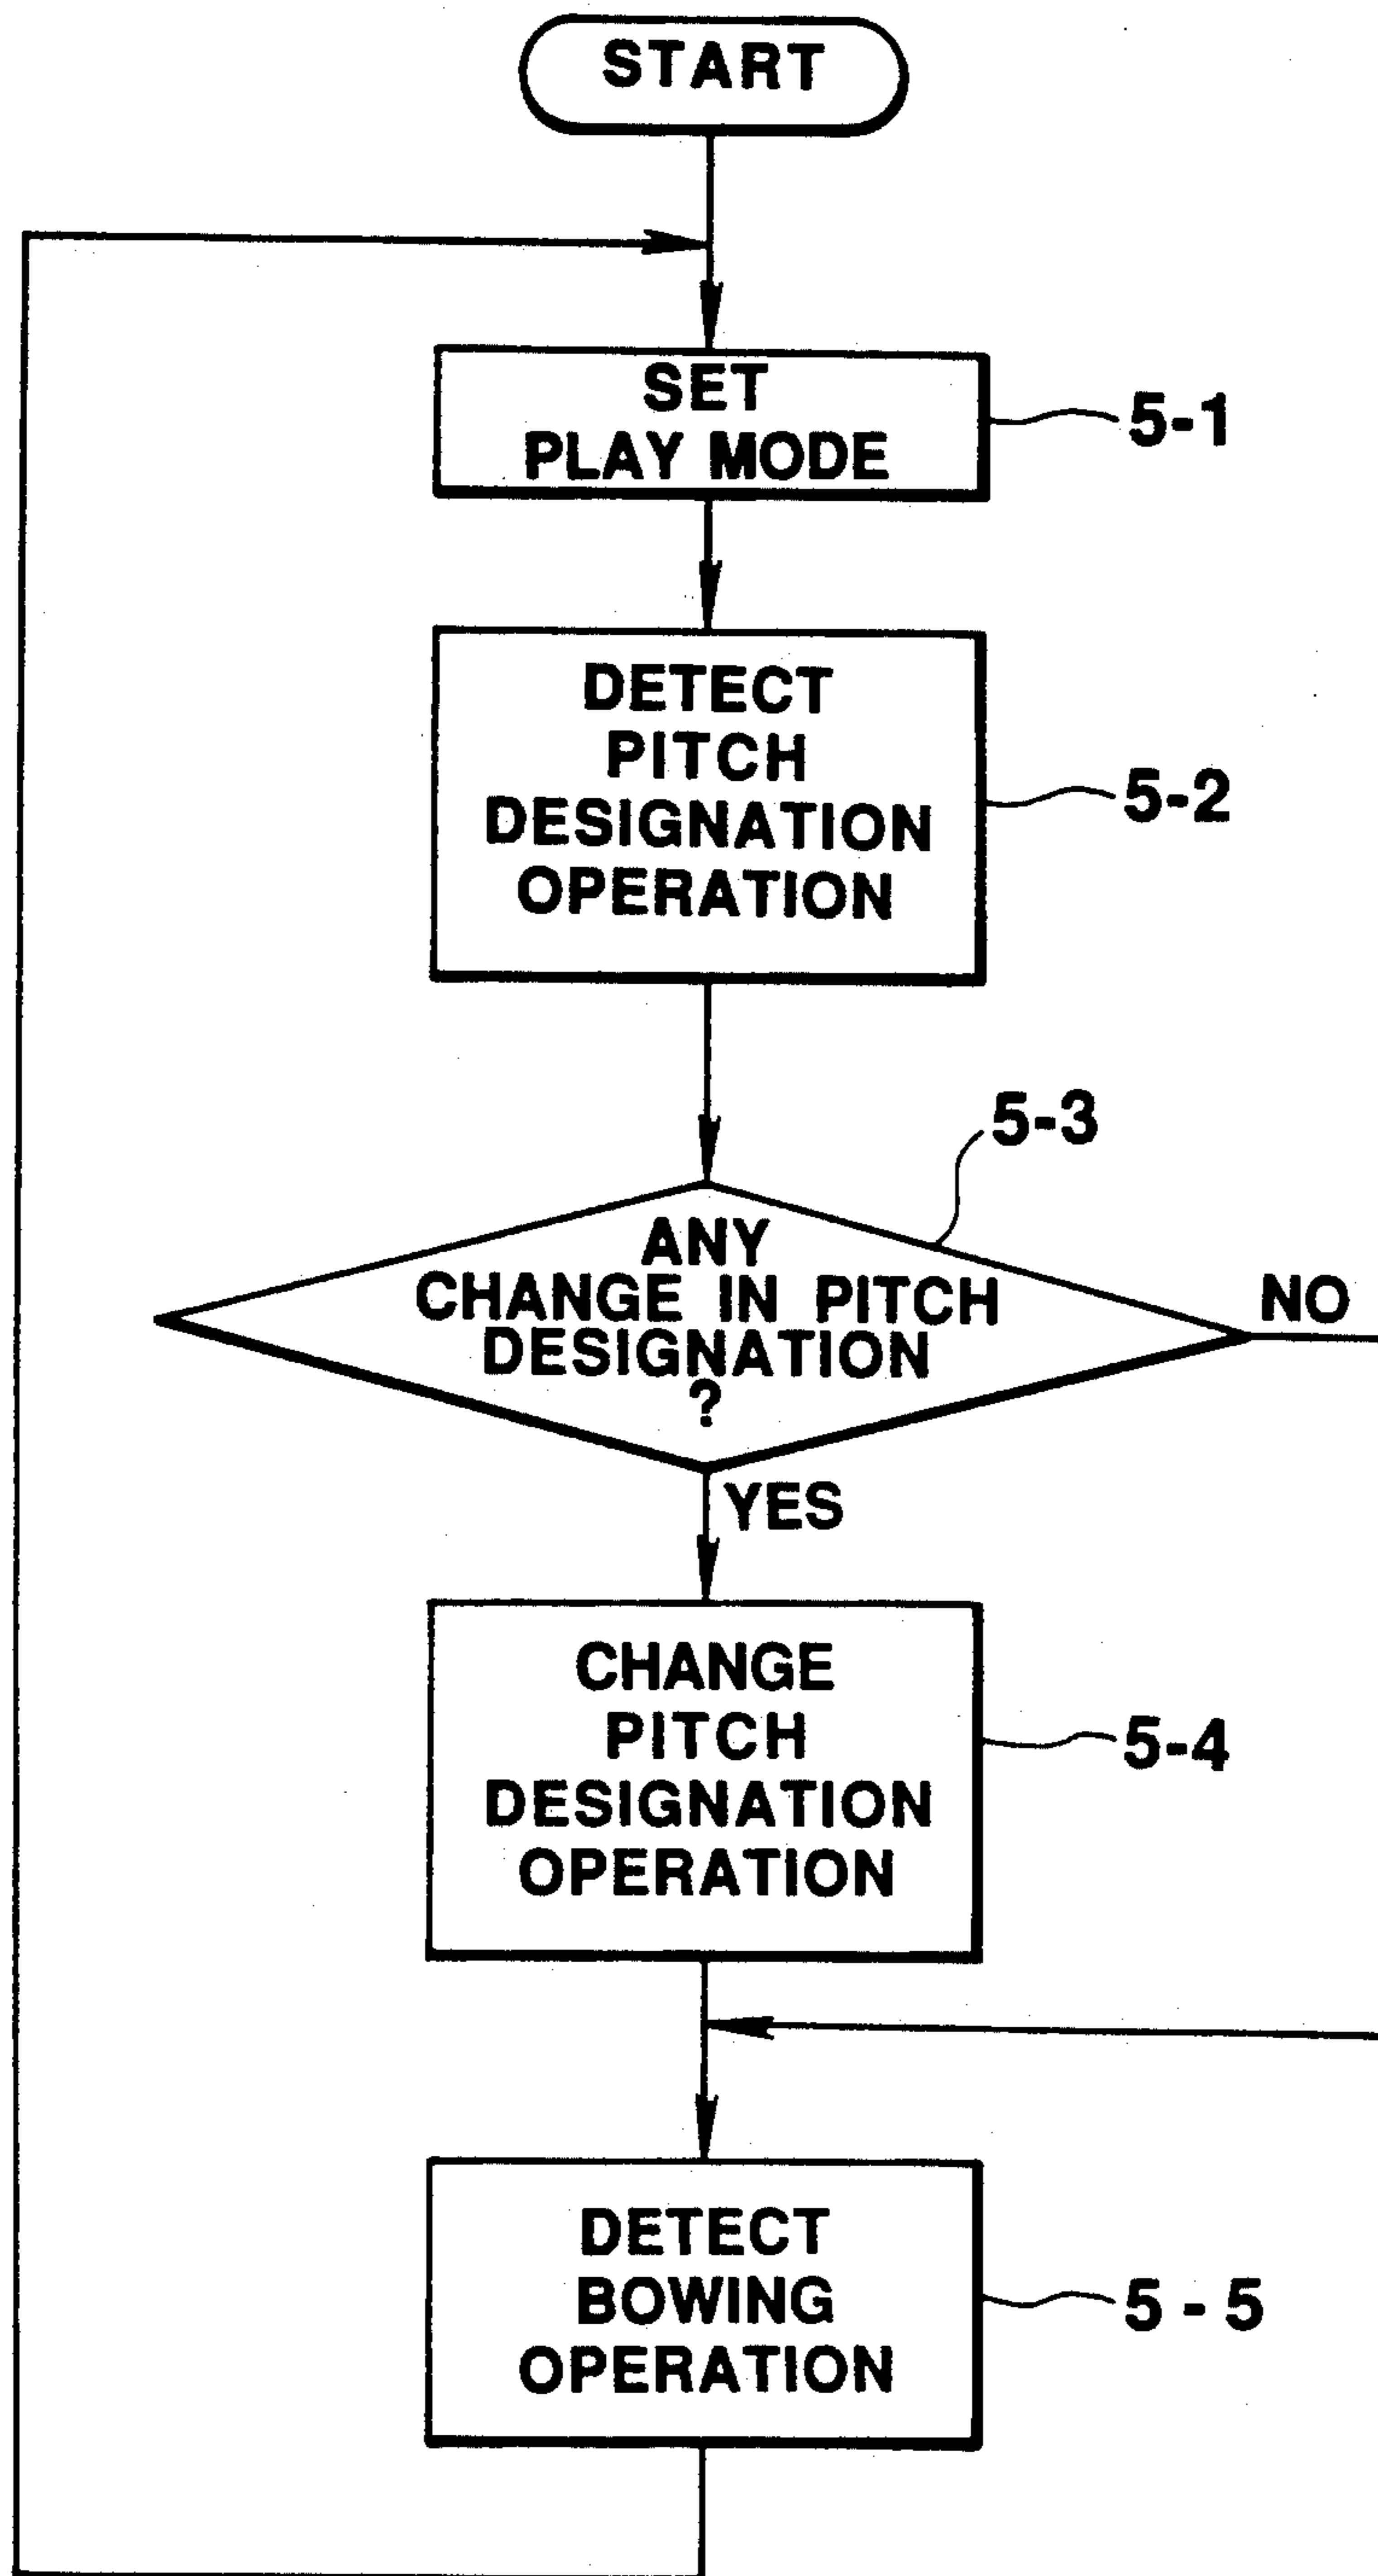 START
SET
PLAY MODE
5-1
DETECT
PITCH
DESIGNATION
OPERATION
5-2
5-3
ANY
CHANGE IN PITCH
DESIGNATION
?
NO
YES
CHANGE
PITCH
DESIGNATION
OPERATION
5-4
DETECT
BOWING
OPERATION
5 - 5